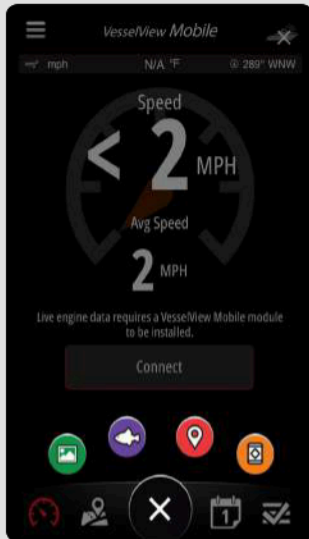 VesselView Mobile
mph N/A °F 289° WNW
Speed
< 2 MPH
Avg Speed
2 MPH
Live engine data requires a VesselView Mobile module
to be installed.
Connect
1